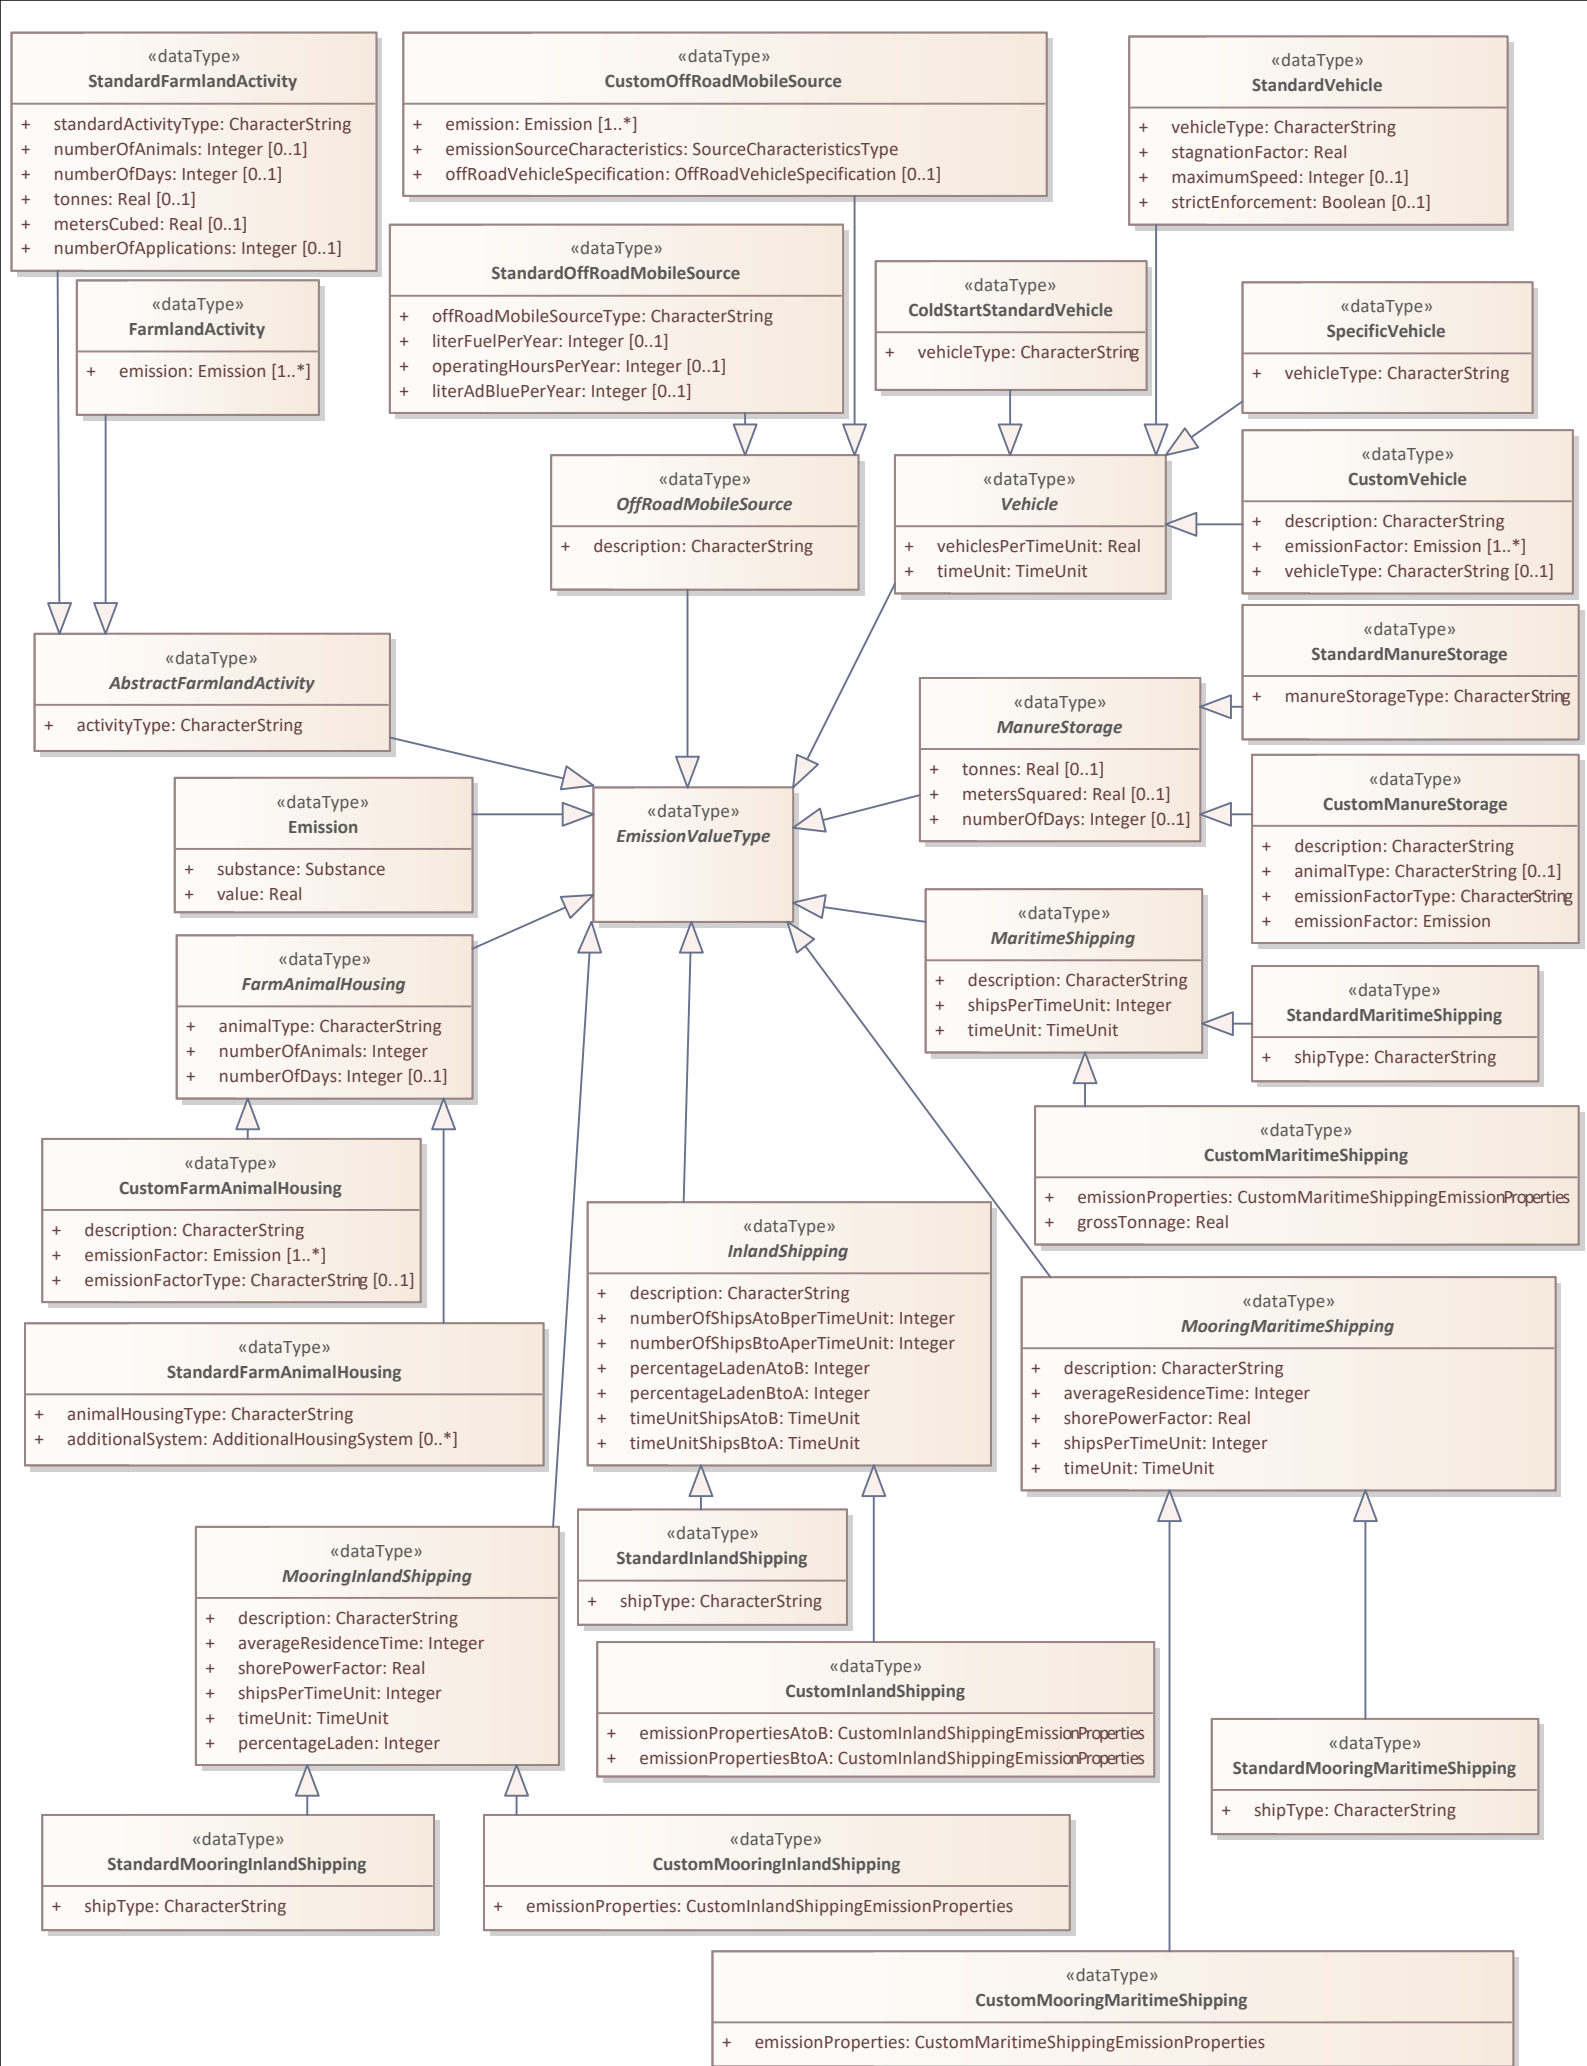 «dataType»
StandardFarmlandActivity
+ standardActivityType: CharacterString
+ numberOfAnimals: Integer [0..1]
+ numberOfDays: Integer [0..1]
+ tonnes: Real [0..1]
+ metersCubed: Real [0..1]
+ numberOfApplications: Integer [0..1]
«dataType»
CustomOffRoadMobileSource
+ emission: Emission [1..*]
+ emissionSourceCharacteristics: SourceCharacteristicsType
+ offRoadVehicleSpecification: OffRoadVehicleSpecification [0..1]
«dataType»
StandardVehicle
+ vehicleType: CharacterString
+ stagnationFactor: Real
+ maximumSpeed: Integer [0..1]
+ strictEnforcement: Boolean [0..1]
«dataType»
FarmlandActivity
+ emission: Emission [1..*]
«dataType»
StandardOffRoadMobileSource
+ offRoadMobileSourceType: CharacterString
+ literFuelPerYear: Integer [0..1]
+ operatingHoursPerYear: Integer [0..1]
+ literAdBluePerYear: Integer [0..1]
«dataType»
ColdStartStandardVehicle
+ vehicleType: CharacterString
«dataType»
SpecificVehicle
+ vehicleType: CharacterString
«dataType»
OffRoadMobileSource
+ description: CharacterString
«dataType»
Vehicle
+ vehiclesPerTimeUnit: Real
+ timeUnit: TimeUnit
«dataType»
CustomVehicle
+ description: CharacterString
+ emissionFactor: Emission [1..*]
+ vehicleType: CharacterString [0..1]
«dataType»
AbstractFarmlandActivity
+ activityType: CharacterString
«dataType»
StandardManureStorage
+ manureStorageType: CharacterString
«dataType»
ManureStorage
+ tonnes: Real [0..1]
+ metersSquared: Real [0..1]
+ numberOfDays: Integer [0..1]
«dataType»
CustomManureStorage
+ description: CharacterString
+ animalType: CharacterString [0..1]
+ emissionFactorType: CharacterString
+ emissionFactor: Emission
«dataType»
Emission
+ substance: Substance
+ value: Real
«dataType»
EmissionValueType
«dataType»
MaritimeShipping
+ description: CharacterString
+ shipsPerTimeUnit: Integer
+ timeUnit: TimeUnit
«dataType»
FarmAnimalHousing
+ animalType: CharacterString
+ numberOfAnimals: Integer
+ numberOfDays: Integer [0..1]
«dataType»
StandardMaritimeShipping
+ shipType: CharacterString
«dataType»
CustomMaritimeShipping
+ emissionProperties: CustomMaritimeShippingEmissionProperties
+ grossTonnage: Real
«dataType»
CustomFarmAnimalHousing
+ description: CharacterString
+ emissionFactor: Emission [1..*]
+ emissionFactorType: CharacterString [0..1]
«dataType»
InlandShipping
+ description: CharacterString
+ numberOfShipsAtoBperTimeUnit: Integer
+ numberOfShipsBtoAperTimeUnit: Integer
+ percentageLadenAtoB: Integer
+ percentageLadenBtoA: Integer
+ timeUnitShipsAtoB: TimeUnit
+ timeUnitShipsBtoA: TimeUnit
«dataType»
MooringMaritimeShipping
+ description: CharacterString
+ averageResidenceTime: Integer
+ shorePowerFactor: Real
+ shipsPerTimeUnit: Integer
+ timeUnit: TimeUnit
«dataType»
StandardFarmAnimalHousing
+ animalHousingType: CharacterString
+ additionalSystem: AdditionalHousingSystem [0..*]
«dataType»
StandardInlandShipping
+ shipType: CharacterString
«dataType»
MooringInlandShipping
+ description: CharacterString
+ averageResidenceTime: Integer
+ shorePowerFactor: Real
+ shipsPerTimeUnit: Integer
+ timeUnit: TimeUnit
+ percentageLaden: Integer
«dataType»
CustomInlandShipping
+ emissionPropertiesAtoB: CustomInlandShippingEmissionProperties
+ emissionPropertiesBtoA: CustomInlandShippingEmissionProperties
«dataType»
StandardMooringMaritimeShipping
+ shipType: CharacterString
«dataType»
StandardMooringInlandShipping
+ shipType: CharacterString
«dataType»
CustomMooringInlandShipping
+ emissionProperties: CustomInlandShippingEmissionProperties
«dataType»
CustomMooringMaritimeShipping
+ emissionProperties: CustomMaritimeShippingEmissionProperties